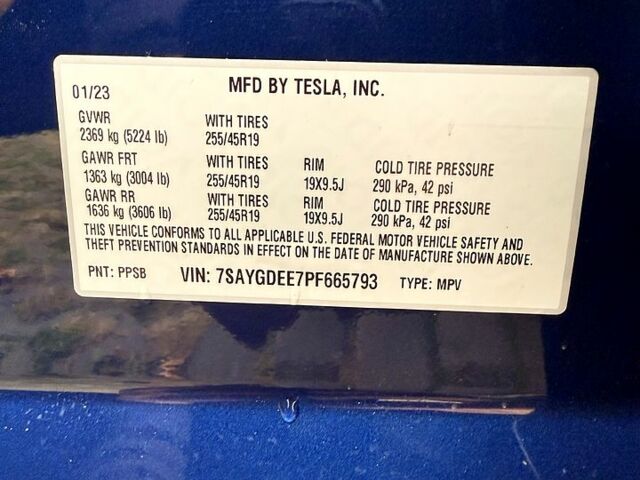 01/23 MFD BY TESLA, INC.
GVWR WITH TIRES
2369 kg (5224 lb) 255/45R19
GAWR FRT WITH TIRES RIM COLD TIRE PRESSURE
1363 kg (3004 lb) 255/45R19 19X9.5J 290 kPa, 42 psi
GAWR RR WITH TIRES RIM COLD TIRE PRESSURE
1636 kg (3606 lb) 255/45R19 19X9.5J 290 kPa, 42 psi
THIS VEHICLE CONFORMS TO ALL APPLICABLE U.S. FEDERAL MOTOR VEHICLE SAFETY AND
THEFT PREVENTION STANDARDS IN EFFECT ON THE DATE OF MANUFACTURE SHOWN ABOVE.
PNT: PPSB VIN: 7SAYGDEE7PF665793 TYPE: MPV